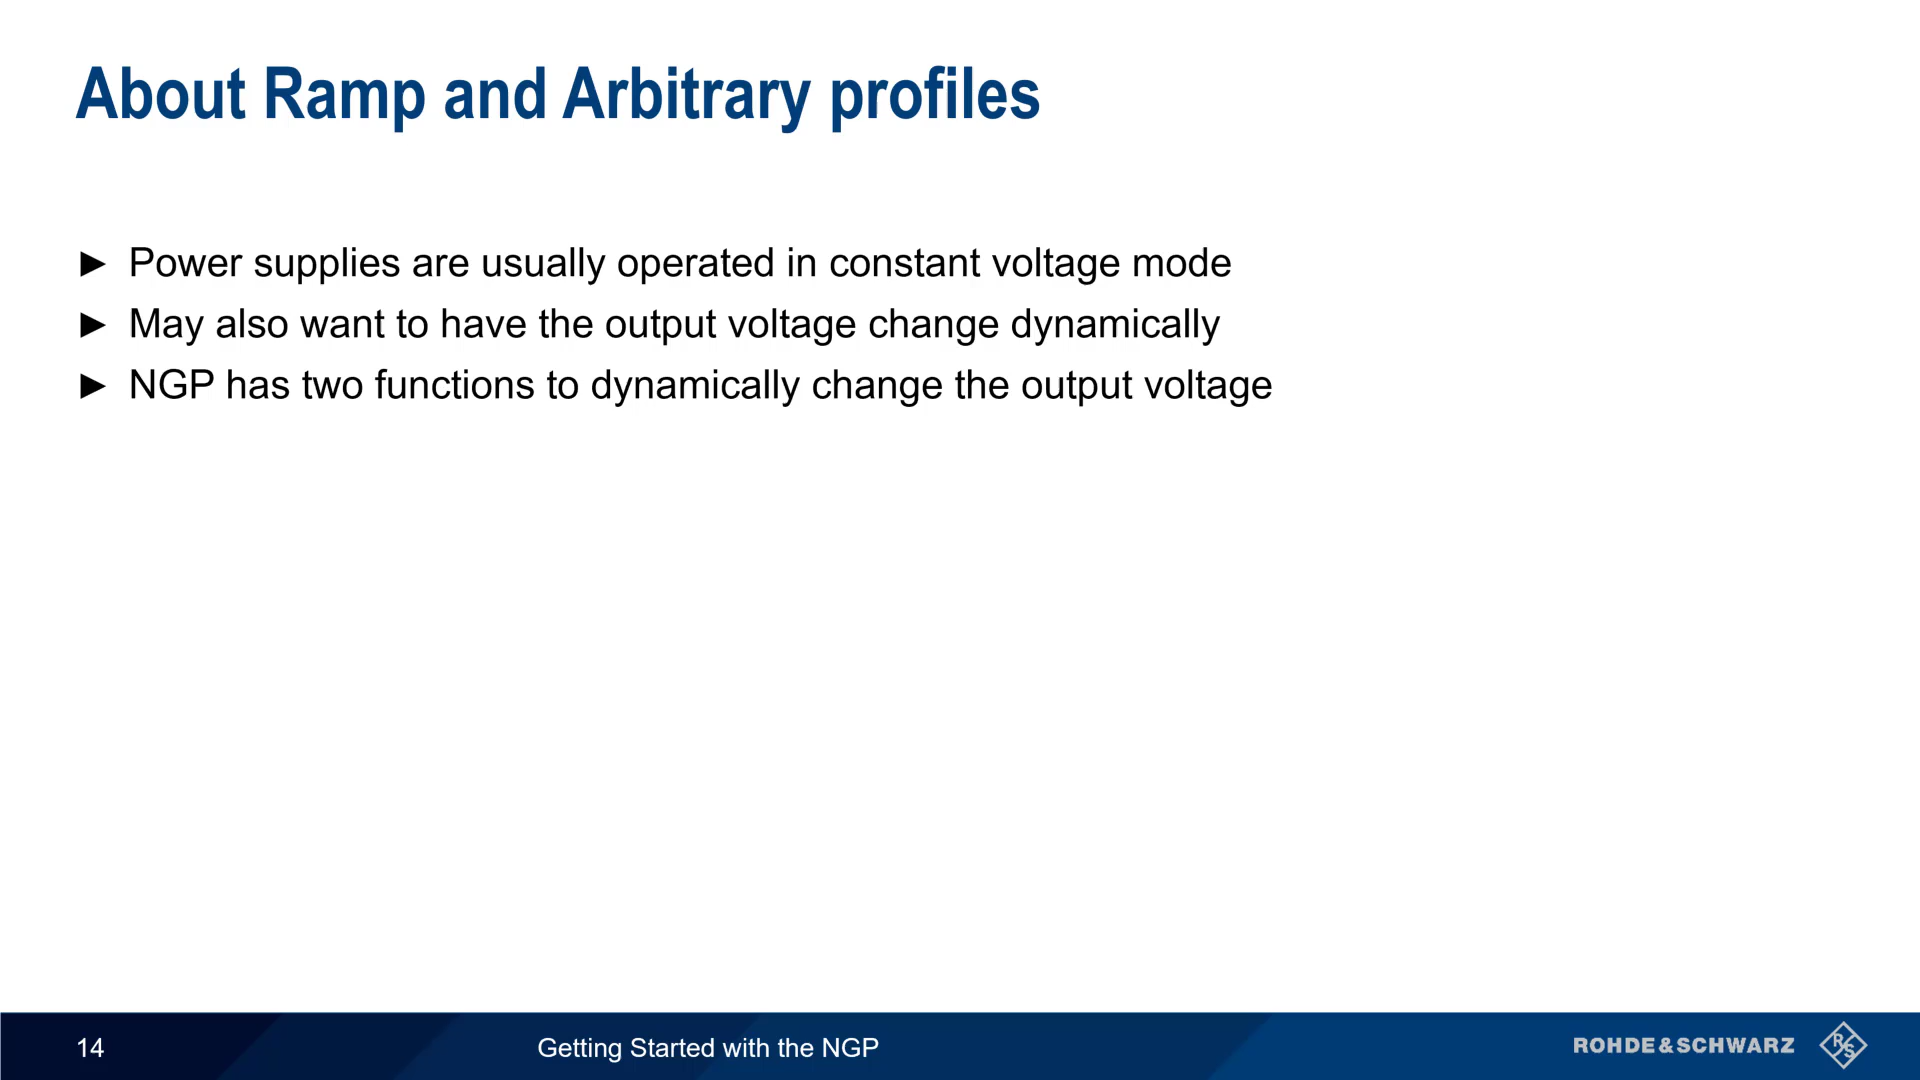 About Ramp and Arbitrary profiles
► Power supplies are usually operated in constant voltage mode
► May also want to have the output voltage change dynamically
► NGP has two functions to dynamically change the output voltage
14
Getting Started with the NGP
ROHDE&SCHWARZ
R S